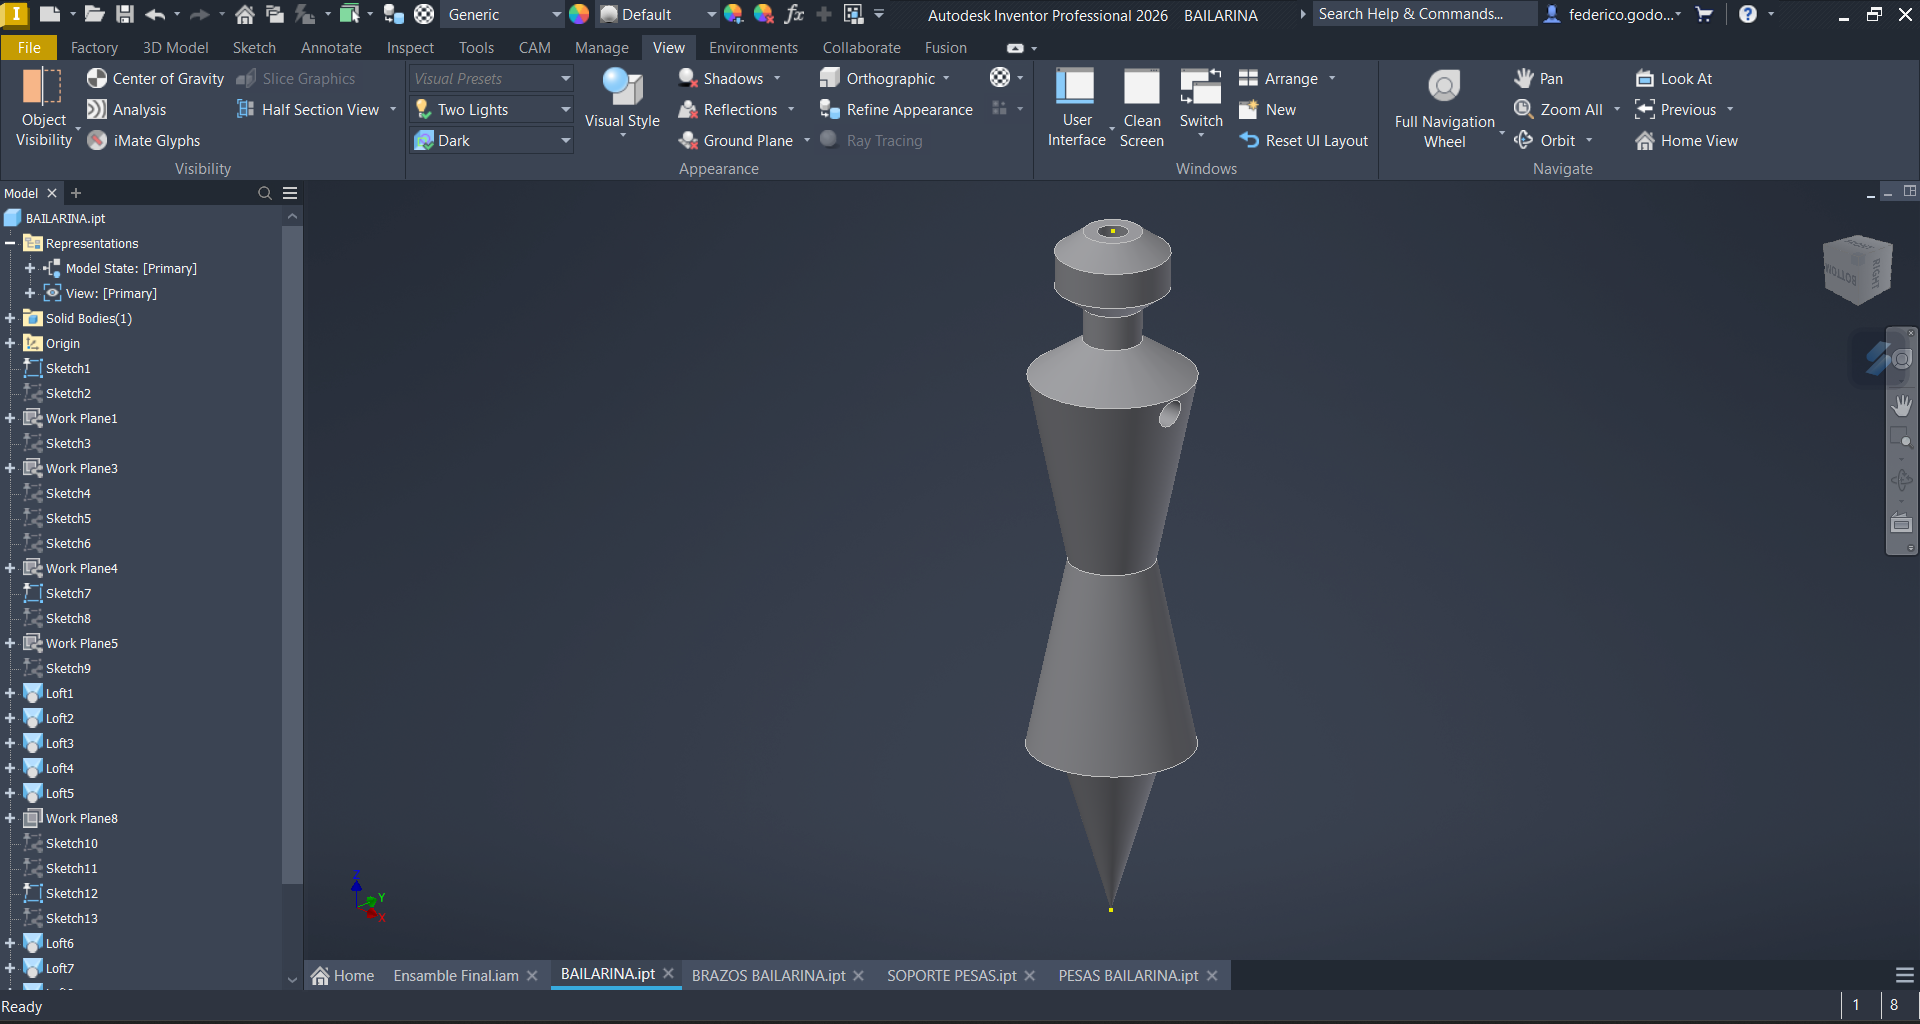 Generic
Default
fx
Autodesk Inventor Professional 2026 BAILARINA
Search Help & Commands...
federico.godo...
File Factory 3D Model Sketch Annotate Inspect Tools CAM Manage View Environments Collaborate Fusion
Object Visibility
Center of Gravity
Analysis
iMate Glyphs
Slice Graphics
Half Section View
Visibility
Visual Presets
Two Lights
Dark
Visual Style
Shadows
Reflections
Ground Plane
Orthographic
Refine Appearance
Ray Tracing
Appearance
User Interface
Clean Screen
Switch
Arrange
New
Reset UI Layout
Windows
Full Navigation Wheel
Pan
Zoom All
Orbit
Look At
Previous
Home View
Navigate
Model
BAILARINA.ipt
Representations
Model State: [Primary]
View: [Primary]
Solid Bodies(1)
Origin
Sketch1
Sketch2
Work Plane1
Sketch3
Work Plane3
Sketch4
Sketch5
Sketch6
Work Plane4
Sketch7
Sketch8
Work Plane5
Sketch9
Loft1
Loft2
Loft3
Loft4
Loft5
Work Plane8
Sketch10
Sketch11
Sketch12
Sketch13
Loft6
Loft7
FRONT
BOTTOM
RIGHT
Z
Y
X
Home
Ensamble Final.iam
BAILARINA.ipt
BRAZOS BAILARINA.ipt
SOPORTE PESAS.ipt
PESAS BAILARINA.ipt
Ready
1
8